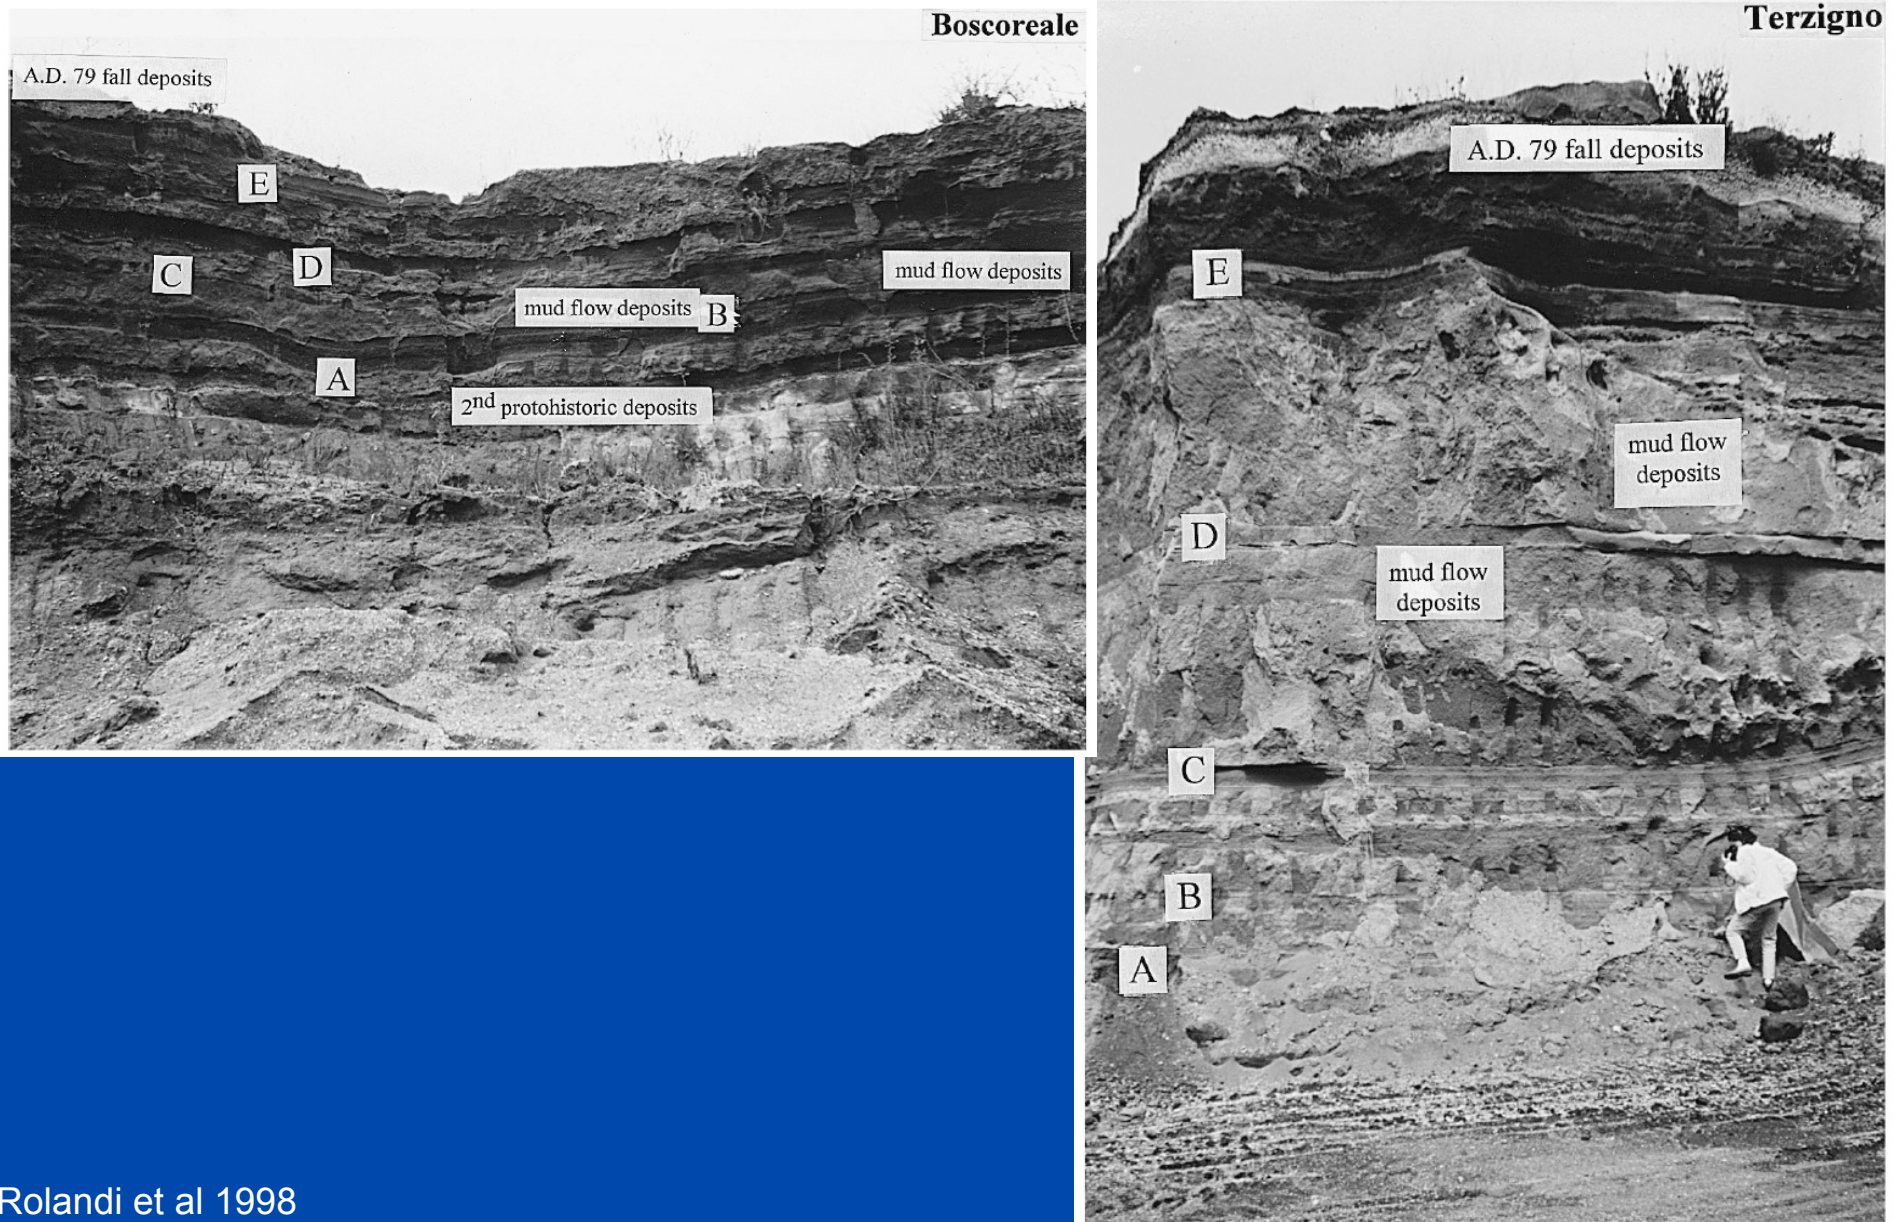 Boscoreale
A.D. 79 fall deposits
E
C
D
mud flow deposits
mud flow deposits
B
A
2nd protohistoric deposits
Terzigno
A.D. 79 fall deposits
E
mud flow
deposits
D
mud flow
deposits
C
B
A
Rolandi et al 1998